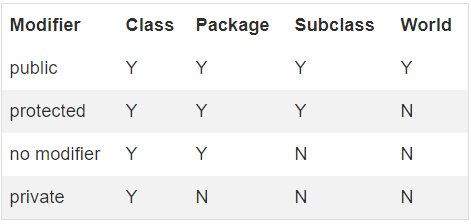 Modifier Class Package Subclass World
public Y Y Y Y
protected Y Y Y N
no modifier Y Y N N
private Y N N N